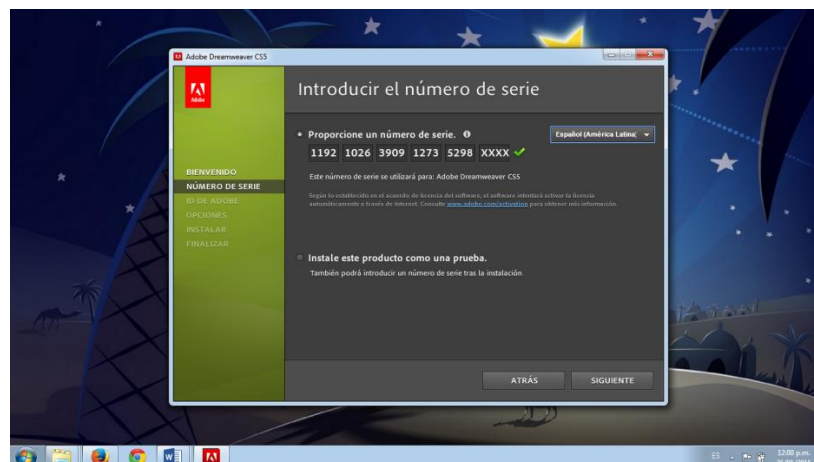 Adobe Dreamweaver CS5
Adobe
Introducir el número de serie
Proporcione un número de serie.
Español (América Latina)
1192 1026 3909 1273 5298 XXXX
Este número de serie se utilizará para: Adobe Dreamweaver CS5
Según lo establecido en el acuerdo de licencia del software, el software intentará activar la licencia
automáticamente a través de Internet. Consulte www.adobe.com/activation para obtener más información.
BIENVENIDO
NÚMERO DE SERIE
ID DE ADOBE
OPCIONES
INSTALAR
FINALIZAR
Instale este producto como una prueba.
También podrá introducir un número de serie tras la instalación.
ATRÁS
SIGUIENTE
ES
12:00 p.m.